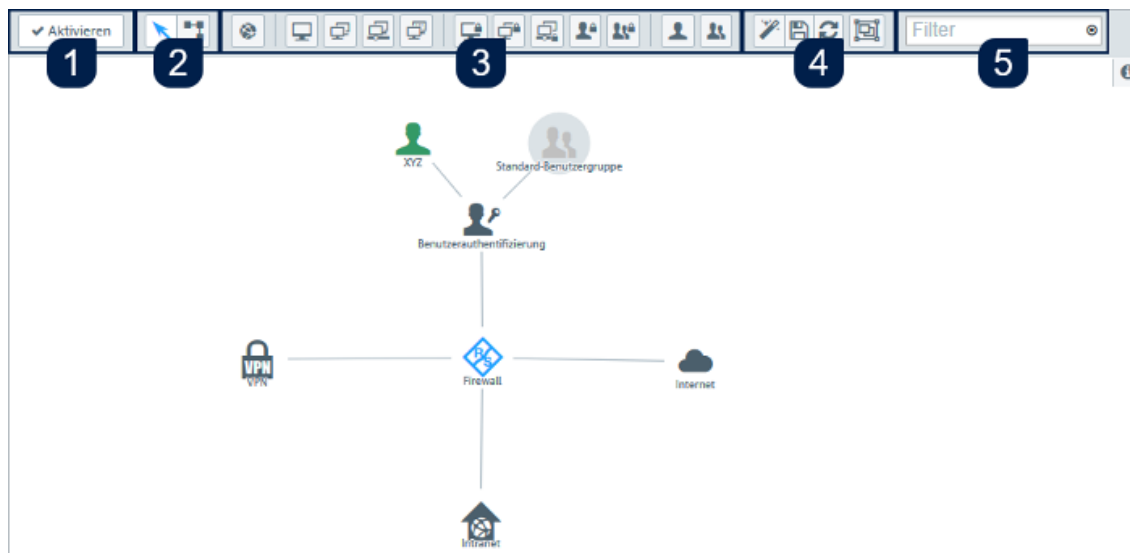 ✓ Aktivieren
Filter
1
2
3
4
5
XYZ
Standard-Benutzergruppe
Benutzerauthentifizierung
VPN
VPN
R/S
Firewall
Internet
Intranet